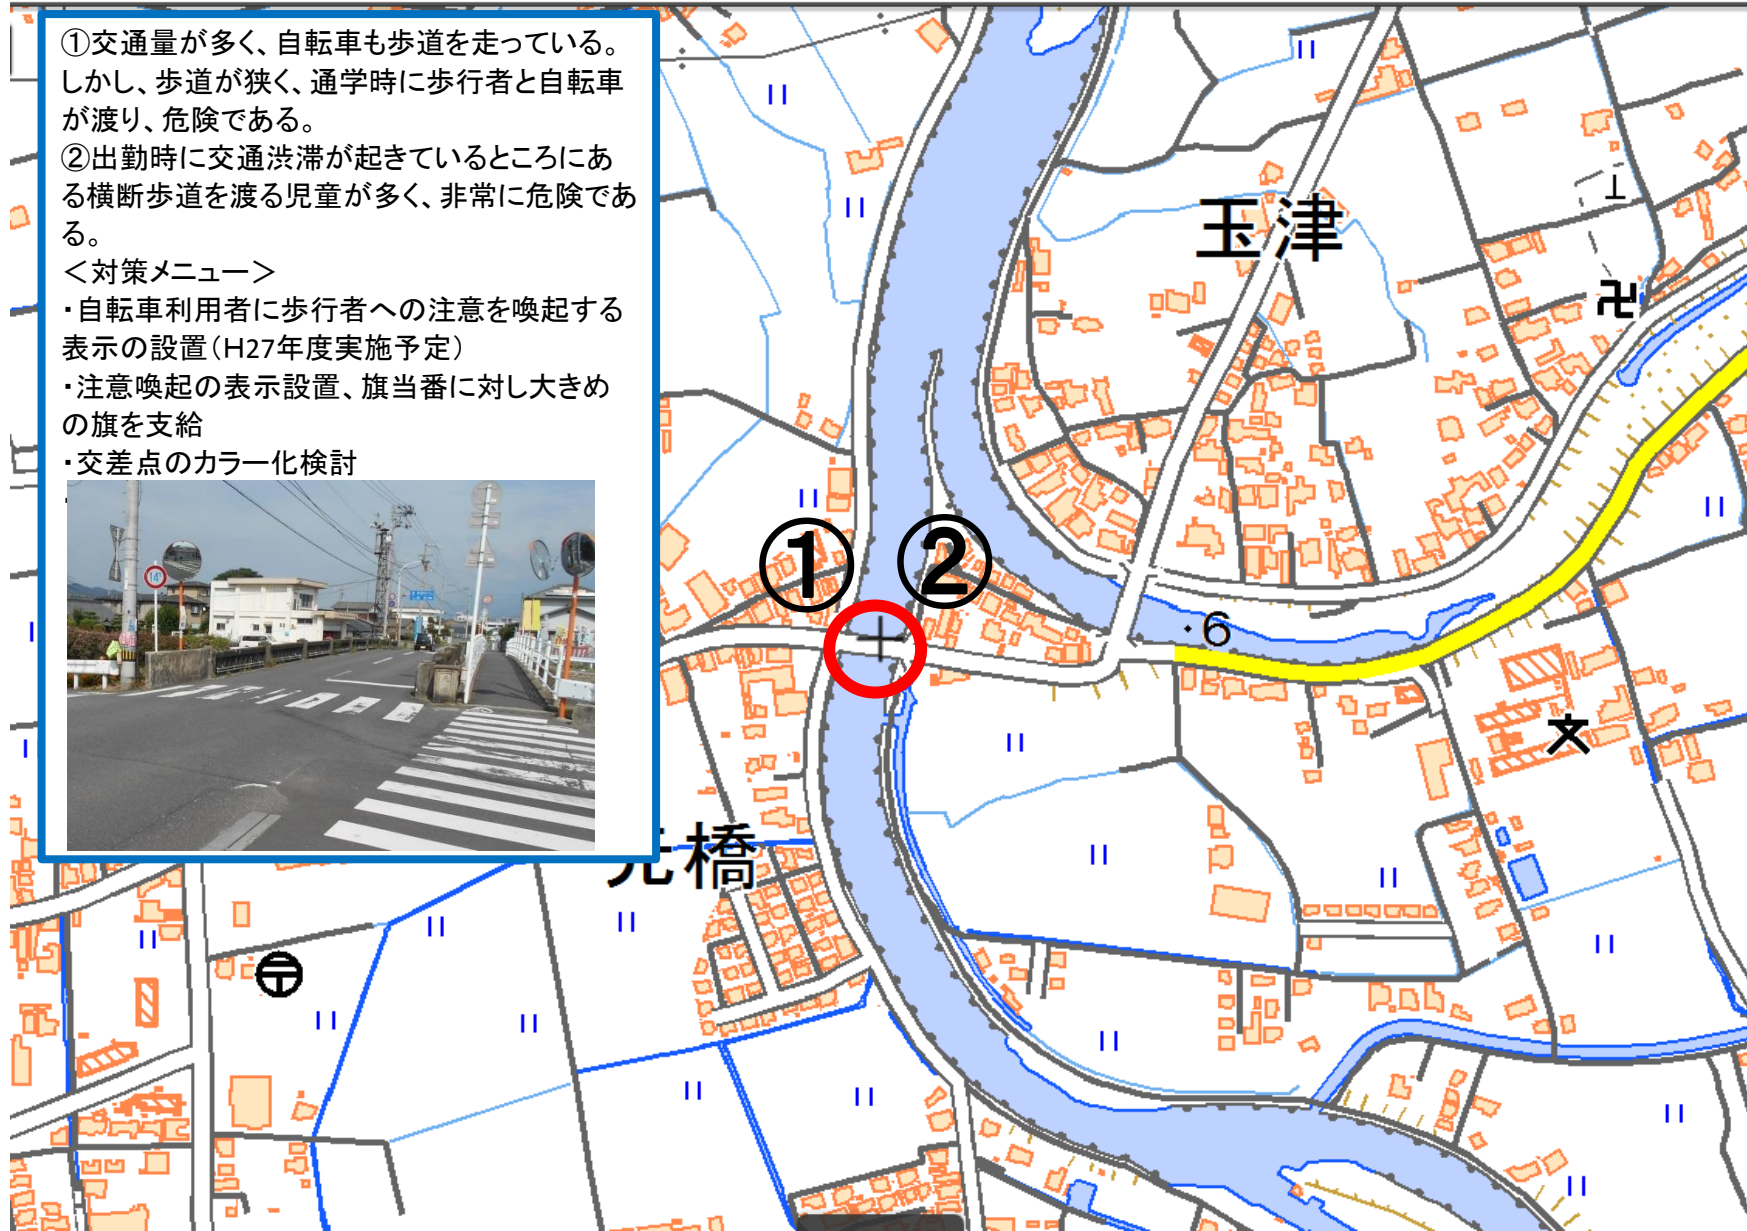 ①交通量が多く、自転車も歩道を走っている。
しかし、歩道が狭く、通学時に歩行者と自転車
が渡り、危険である。
②出勤時に交通渋滞が起きているところにあ
る横断歩道を渡る児童が多く、非常に危険であ
る。
＜対策メニュー＞
・自転車利用者に歩行者への注意を喚起する
表示の設置（H27年度実施予定）
・注意喚起の表示設置、旗当番に対し大きめ
の旗を支給
・交差点のカラー化検討
玉津
①
②
・6
文
橋